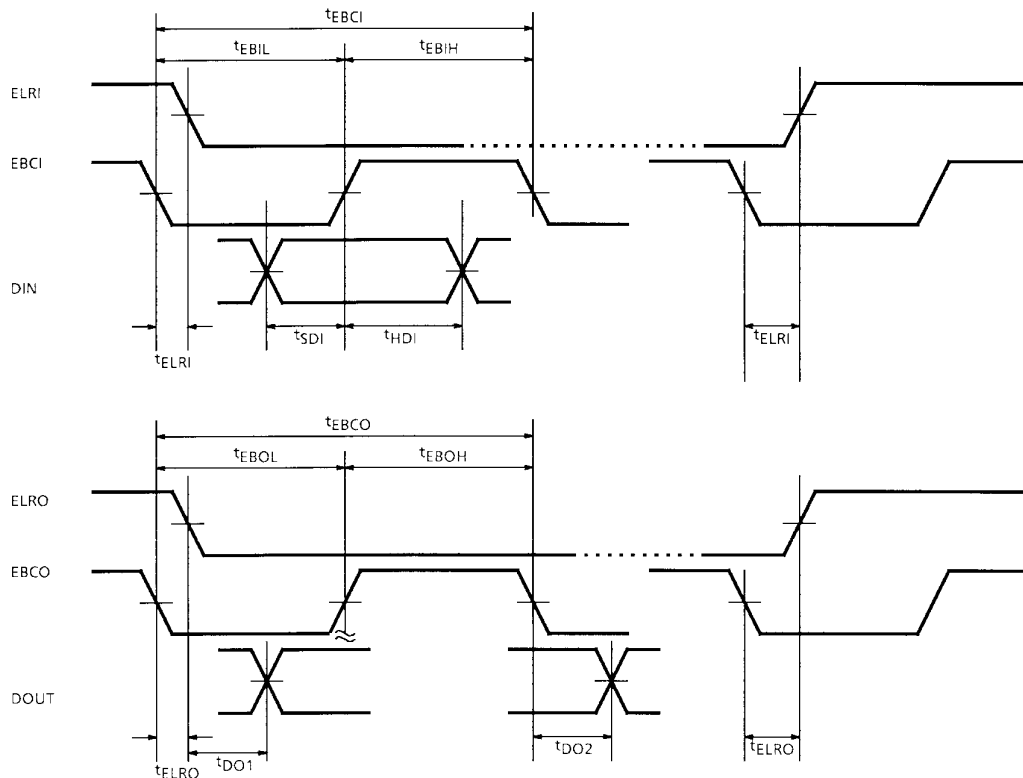 tEBCI
tEBIL tEBIH
ELRI
EBCI
DIN
tSDI tHDI tELRI
tELRI
tEBCO
tEBOL tEBOH
ELRO
EBCO
DOUT
tDO2 tELRO
tELRO tDO1